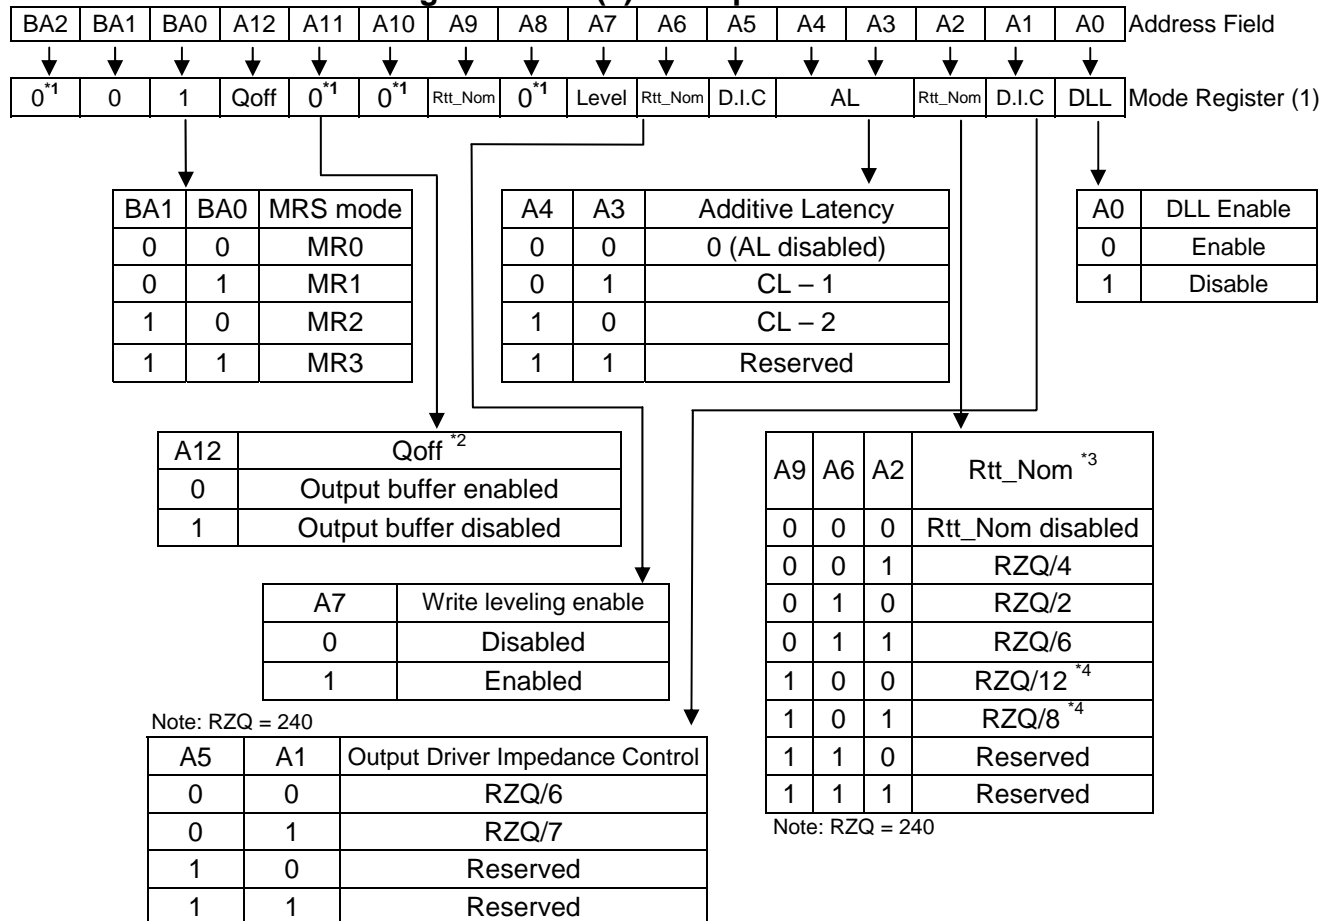 BA2 BA1 BA0 A12 A11 A10 A9 A8 A7 A6 A5 A4 A3 A2 A1 A0 Address Field
0*1 0 1 Qoff 0*1 0*1 Rtt_Nom 0*1 Level Rtt_Nom D.I.C AL Rtt_Nom D.I.C DLL Mode Register (1)
BA1 BA0 MRS mode
0 0 MR0
0 1 MR1
1 0 MR2
1 1 MR3
A4 A3 Additive Latency
0 0 0 (AL disabled)
0 1 CL – 1
1 0 CL – 2
1 1 Reserved
A0 DLL Enable
0 Enable
1 Disable
A12 Qoff *2
0 Output buffer enabled
1 Output buffer disabled
A9 A6 A2 Rtt_Nom *3
0 0 0 Rtt_Nom disabled
0 0 1 RZQ/4
0 1 0 RZQ/2
0 1 1 RZQ/6
1 0 0 RZQ/12 *4
1 0 1 RZQ/8 *4
1 1 0 Reserved
1 1 1 Reserved
Note: RZQ = 240
A7 Write leveling enable
0 Disabled
1 Enabled
Note: RZQ = 240
A5 A1 Output Driver Impedance Control
0 0 RZQ/6
0 1 RZQ/7
1 0 Reserved
1 1 Reserved